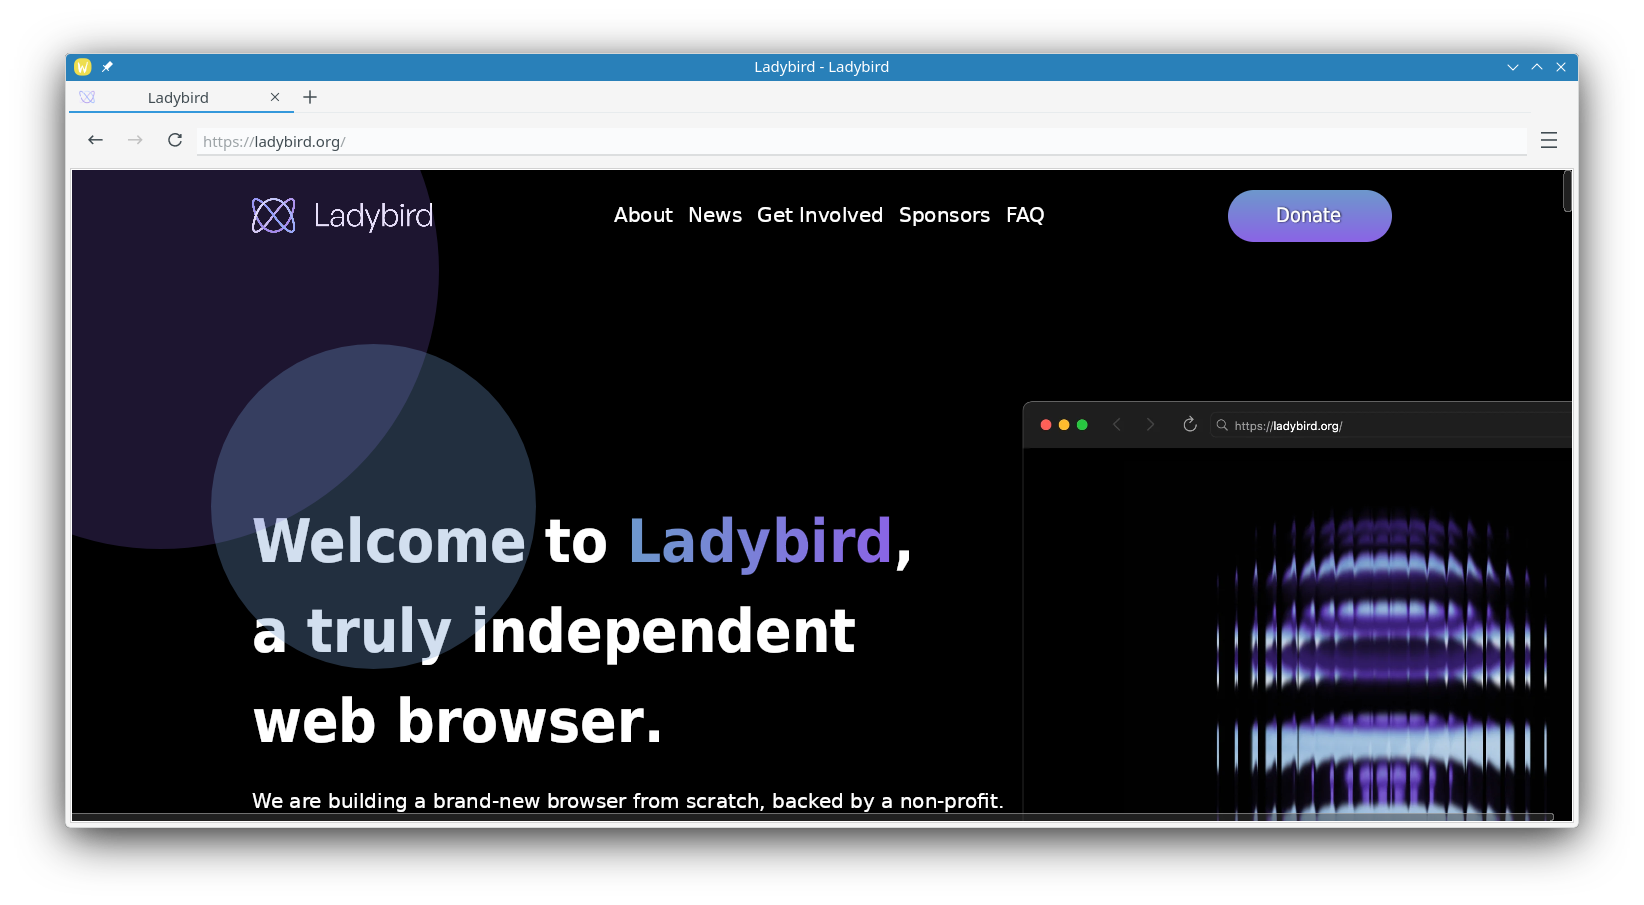 Ladybird - Ladybird
Ladybird
https://ladybird.org/
Ladybird
About News Get Involved Sponsors FAQ
Donate
https://ladybird.org/
Welcome to Ladybird,
a truly independent
web browser.
We are building a brand-new browser from scratch, backed by a non-profit.